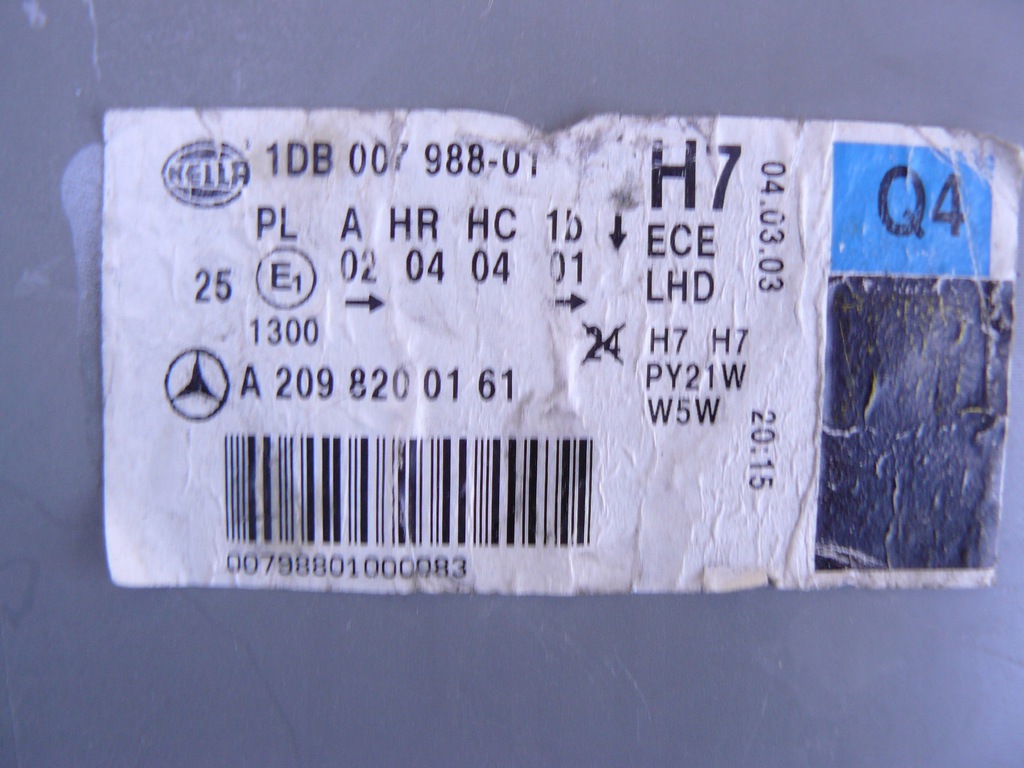 HELLA 1DB 007 988-01 H7
PL A HR HC 1b ECE
25 E1 02 04 04 01 LHD
→ →
1300 24 H7 H7
A 209 820 01 61 PY21W
W5W
00798801000083
04.03.03 20:15
Q4